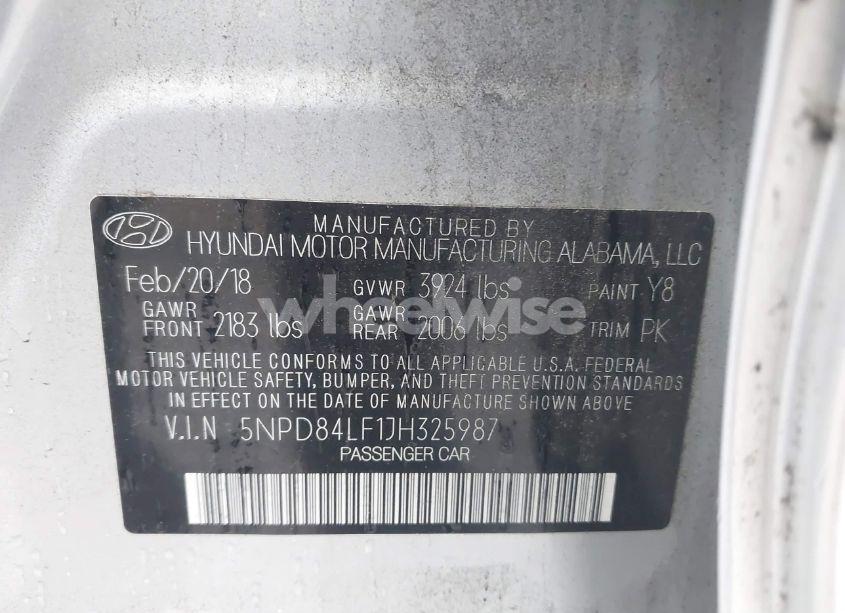 MANUFACTURED BY
HYUNDAI MOTOR MANUFACTURING ALABAMA, LLC
Feb/20/18 GVWR 3924 lbs PAINT Y8
GAWR FRONT 2183 lbs GAWR REAR 2006 lbs TRIM PK
THIS VEHICLE CONFORMS TO ALL APPLICABLE U.S.A. FEDERAL
MOTOR VEHICLE SAFETY, BUMPER, AND THEFT PREVENTION STANDARDS
IN EFFECT ON THE DATE OF MANUFACTURE SHOWN ABOVE
V.I.N 5NPD84LF1JH325987
PASSENGER CAR
wheelwise